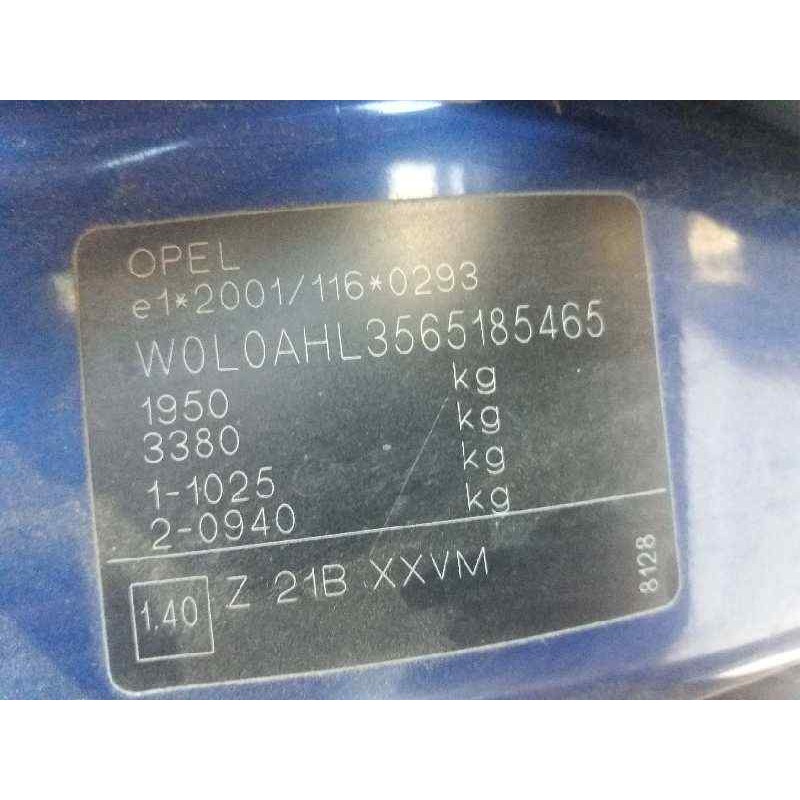 OPEL
e1*2001/116*0293
W0L0AHL3565185465
1950 kg
3380 kg
1-1025 kg
2-0940 kg
1.40 Z 21B XXVM
8128